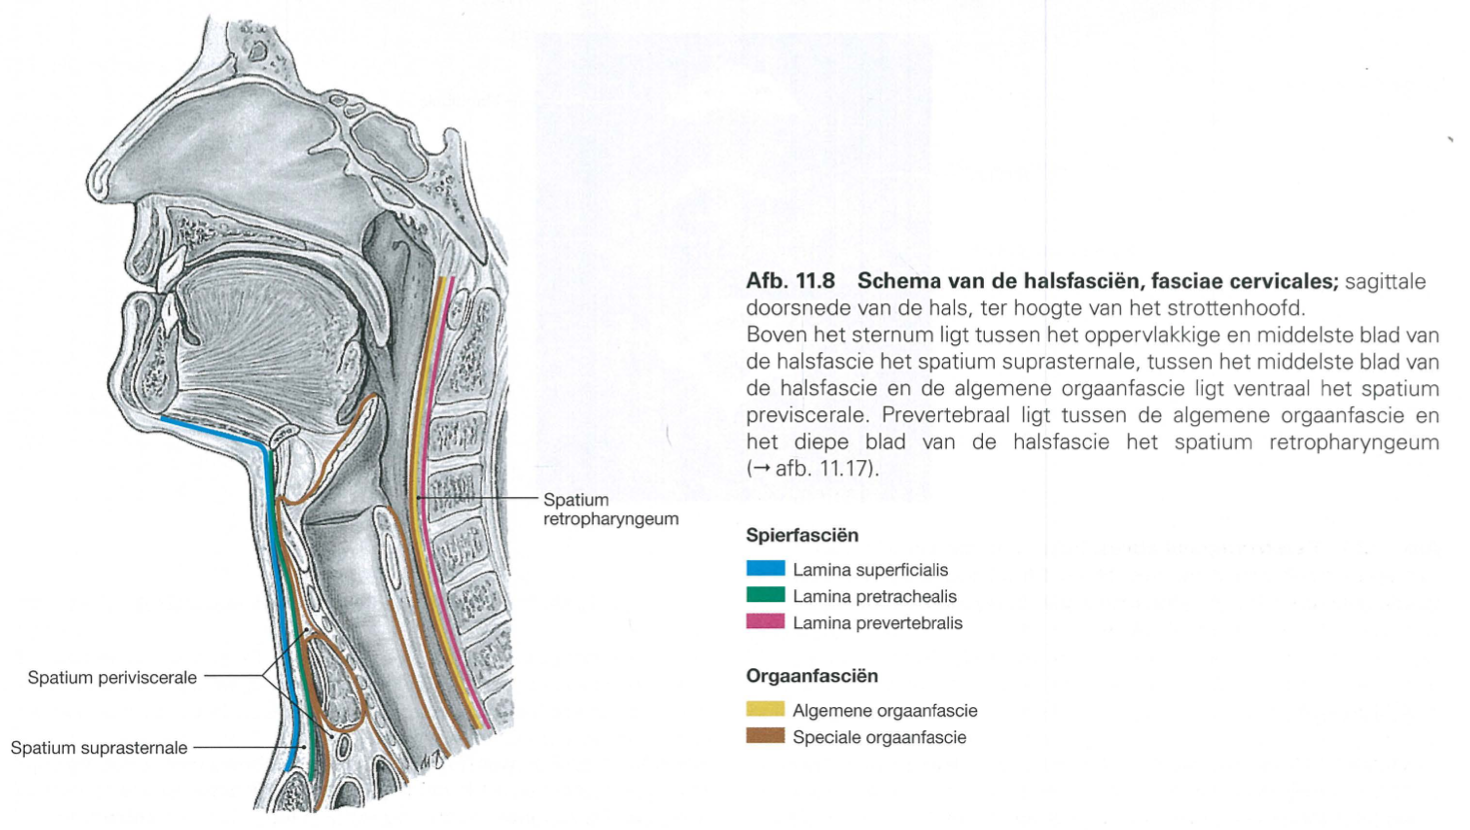 Afb. 11.8 Schema van de halsfasciën, fasciae cervicales; sagittale
doorsnede van de hals, ter hoogte van het strottenhoofd.
Boven het sternum ligt tussen het oppervlakkige en middelste blad van
de halsfascie het spatium suprasternale, tussen het middelste blad van
de halsfascie en de algemene orgaanfascie ligt ventraal het spatium
previscerale. Prevertebraal ligt tussen de algemene orgaanfascie en
het diepe blad van de halsfascie het spatium retropharyngeum
(→ afb. 11.17).
Spatium
retropharyngeum
Spierfasciën
Lamina superficialis
Lamina pretrachealis
Lamina prevertebralis
Spatium periviscerale
Orgaanfasciën
Algemene orgaanfascie
Speciale orgaanfascie
Spatium suprasternale